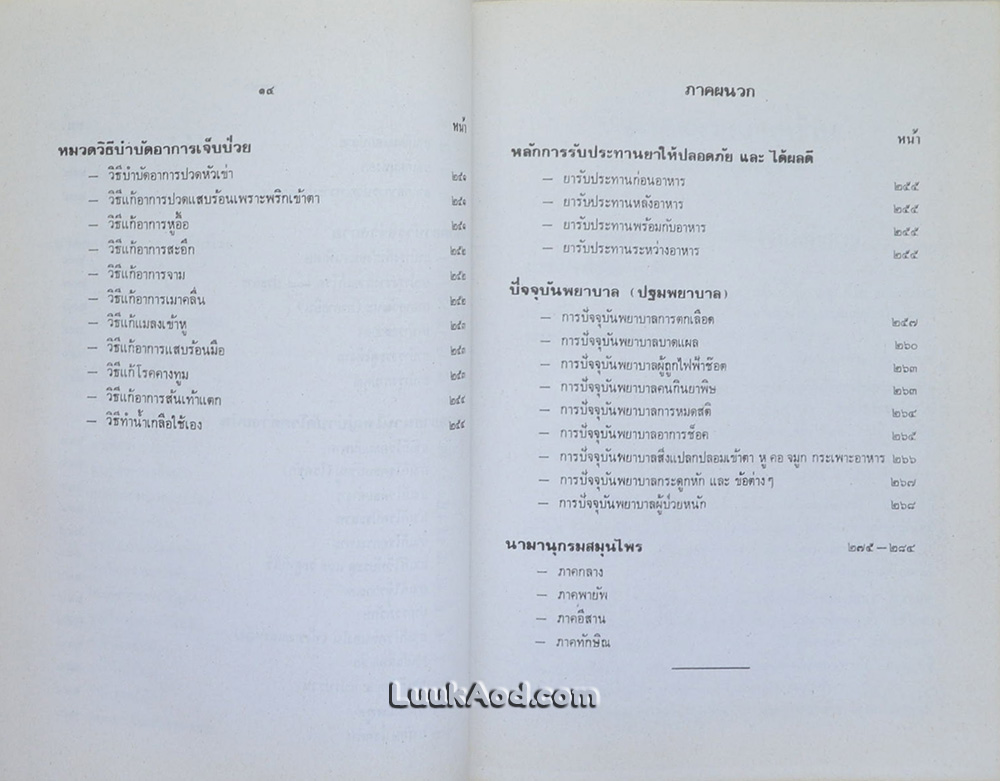 ๑๔
หน้า
หมวดวิธีบำบัดอาการเจ็บป่วย
— วิธีบำบัดอาการปวดหัวเข่า ๒๕๑
— วิธีแก้อาการปวดแสบร้อนเพราะพริกเข้าตา ๒๕๑
— วิธีแก้อาการหูอื้อ ๒๕๑
— วิธีแก้อาการสะอึก ๒๕๒
— วิธีแก้อาการจาม ๒๕๒
— วิธีแก้อาการเมาคลื่น ๒๕๒
— วิธีแก้แมลงเข้าหู ๒๕๓
— วิธีแก้อาการแสบร้อนมือ ๒๕๓
— วิธีแก้โรคคางทูม ๒๕๓
— วิธีแก้อาการส้นเท้าแตก ๒๕๔
— วิธีทำน้ำเกลือใช้เอง ๒๕๔
ภาคผนวก
หน้า
หลักการรับประทานยาให้ปลอดภัย และ ได้ผลดี
— ยารับประทานก่อนอาหาร ๒๕๕
— ยารับประทานหลังอาหาร ๒๕๕
— ยารับประทานพร้อมกับอาหาร ๒๕๕
— ยารับประทานระหว่างอาหาร ๒๕๕
ปัจจุบันพยาบาล (ปฐมพยาบาล)
— การปัจจุบันพยาบาลการตกเลือด ๒๕๗
— การปัจจุบันพยาบาลบาดแผล ๒๖๐
— การปัจจุบันพยาบาลผู้ถูกไฟฟ้าช๊อต ๒๖๓
— การปัจจุบันพยาบาลคนกินยาพิษ ๒๖๓
— การปัจจุบันพยาบาลการหมดสติ ๒๖๔
— การปัจจุบันพยาบาลอาการช็อค ๒๖๕
— การปัจจุบันพยาบาลสิ่งแปลกปลอมเข้าตา หู คอ จมูก กระเพาะอาหาร ๒๖๖
— การปัจจุบันพยาบาลกระดูกหัก และ ข้อต่างๆ ๒๖๗
— การปัจจุบันพยาบาลผู้ป่วยหนัก ๒๖๘
นามานุกรมสมุนไพร ๒๗๕ — ๒๘๔
— ภาคกลาง
— ภาคพายัพ
— ภาคอีสาน
— ภาคทักษิณ
LuukAod.com